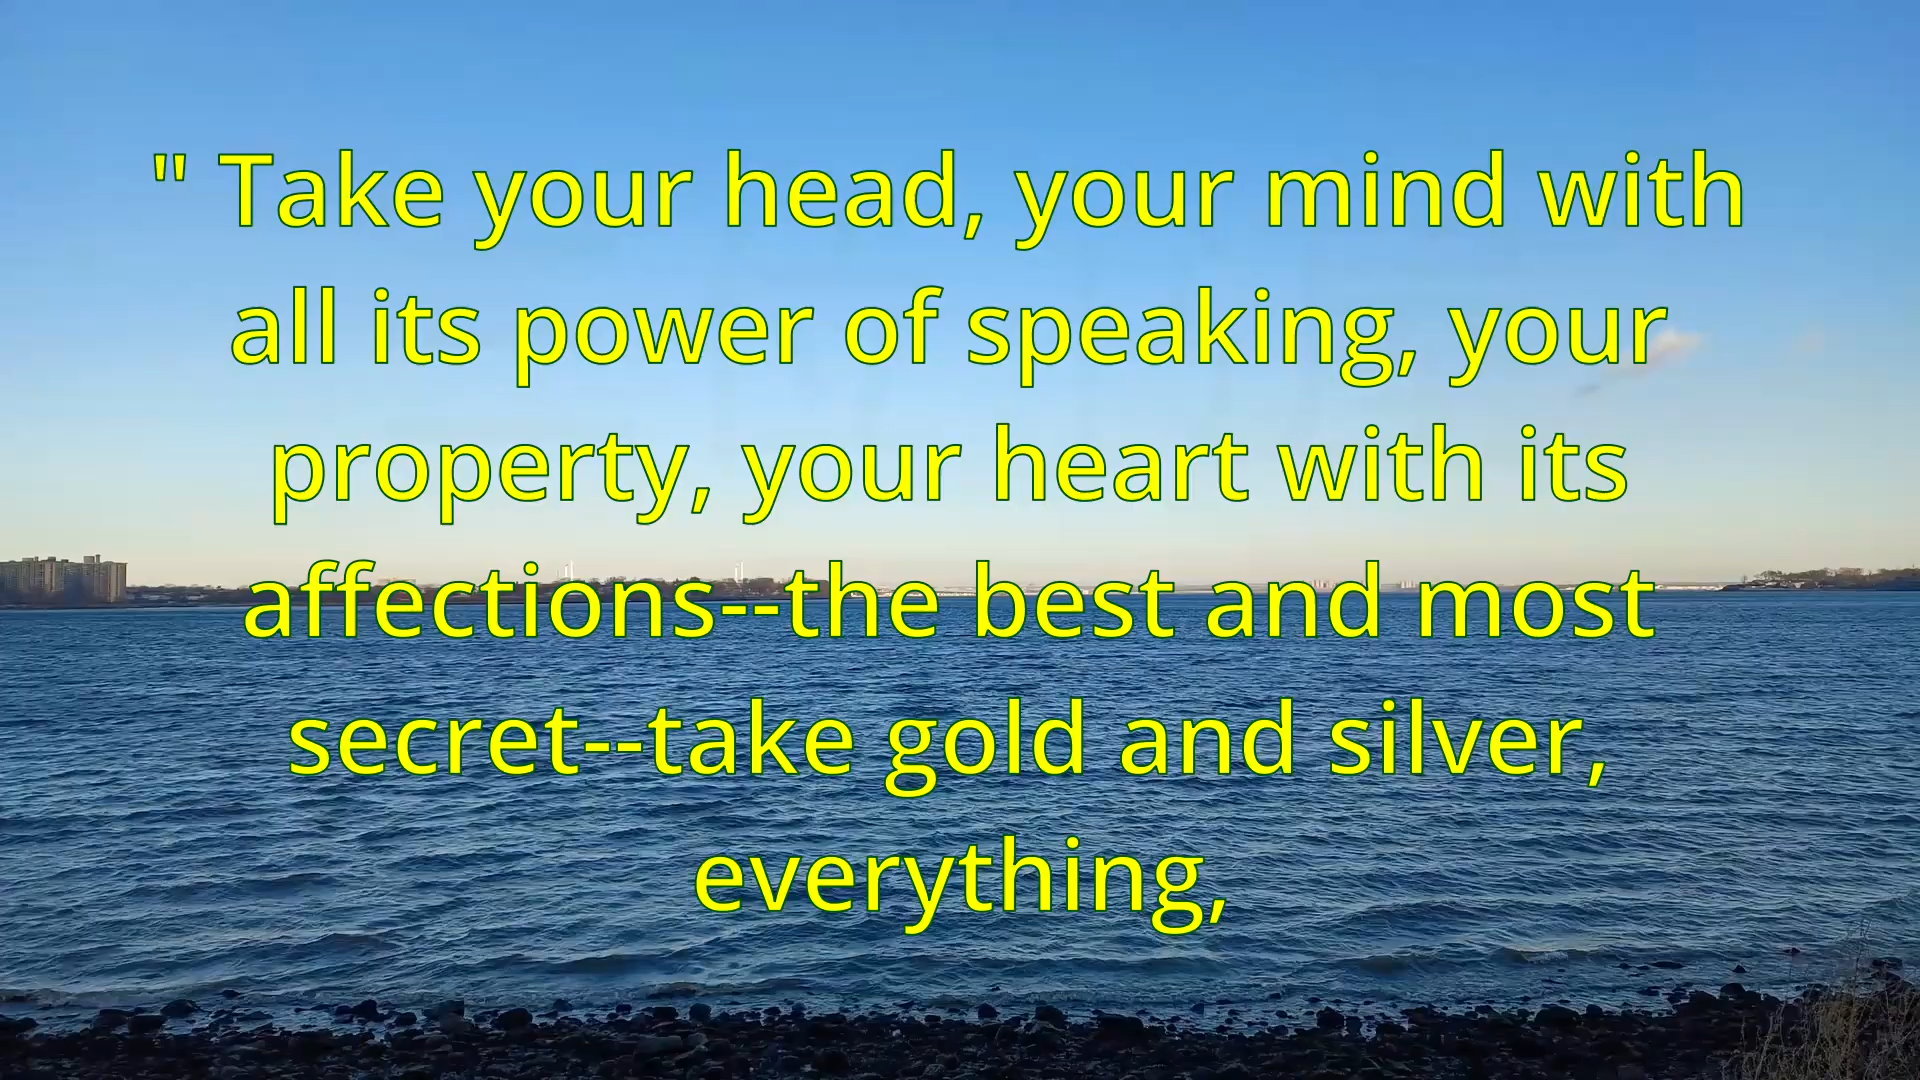 " Take your head, your mind with
all its power of speaking, your
property, your heart with its
affections--the best and most
secret--take gold and silver,
everything,